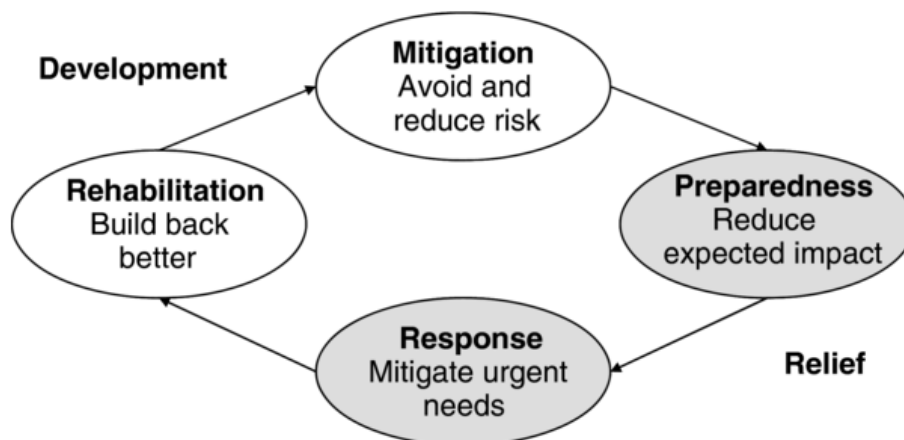 Development
Mitigation
Avoid and
reduce risk
Rehabilitation
Build back
better
Preparedness
Reduce
expected impact
Response
Mitigate urgent
needs
Relief